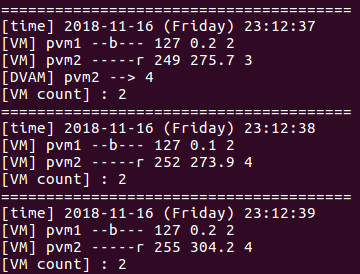 =======================================
[time] 2018-11-16 (Friday) 23:12:37
[VM] pvm1 --b--- 127 0.2 2
[VM] pvm2 -----r 249 275.7 3
[DVAM] pvm2 --> 4
[VM count] : 2
=======================================
[time] 2018-11-16 (Friday) 23:12:38
[VM] pvm1 --b--- 127 0.1 2
[VM] pvm2 -----r 252 273.9 4
[VM count] : 2
=======================================
[time] 2018-11-16 (Friday) 23:12:39
[VM] pvm1 --b--- 127 0.2 2
[VM] pvm2 -----r 255 304.2 4
[VM count] : 2